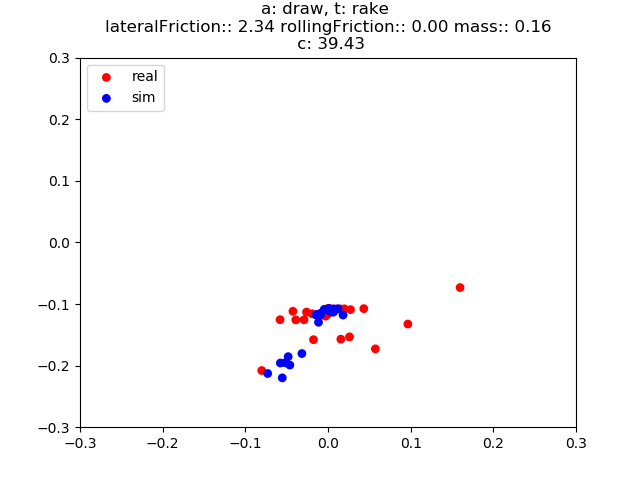 a: draw, t: rake
lateralFriction:: 2.34 rollingFriction:: 0.00 mass:: 0.16
c: 39.43
real
sim
0.3
0.2
0.1
0.0
−0.1
−0.2
−0.3
−0.3 −0.2 −0.1 0.0 0.1 0.2 0.3